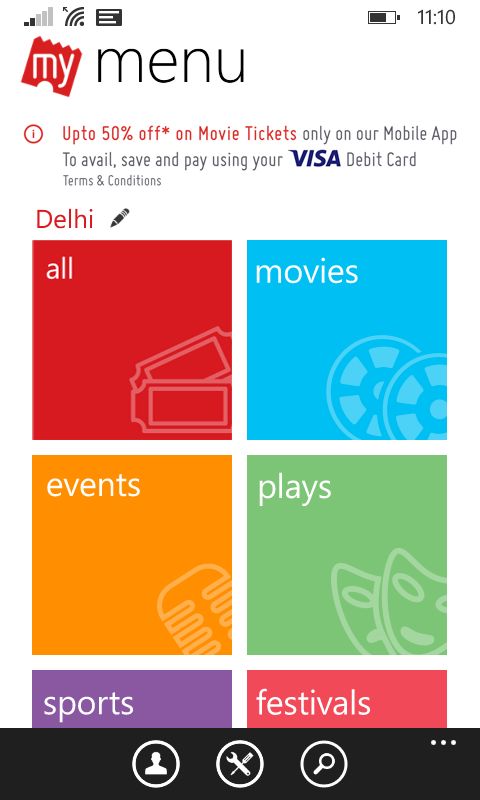 11:10
my menu
Upto 50% off* on Movie Tickets only on our Mobile App
To avail, save and pay using your VISA Debit Card
Terms & Conditions
Delhi
all
movies
events
plays
sports
festivals